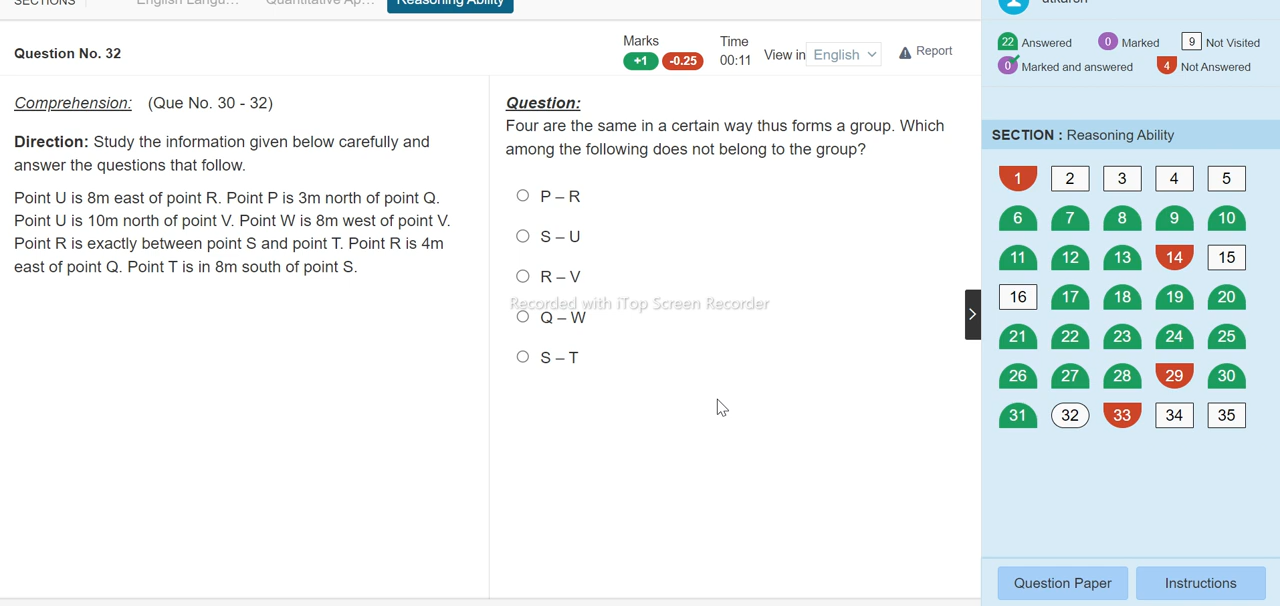 SECTIONS English Langu... Quantitative Ap... Reasoning Ability
Question No. 32
Marks
+1 -0.25
Time
00:11
View in English
Report
Comprehension: (Que No. 30 - 32)
Direction: Study the information given below carefully and
answer the questions that follow.
Point U is 8m east of point R. Point P is 3m north of point Q.
Point U is 10m north of point V. Point W is 8m west of point V.
Point R is exactly between point S and point T. Point R is 4m
east of point Q. Point T is in 8m south of point S.
Question:
Four are the same in a certain way thus forms a group. Which
among the following does not belong to the group?
P – R
S – U
R – V
Recorded with iTop Screen Recorder
Q – W
S – T
22 Answered 0 Marked 9 Not Visited
0 Marked and answered 4 Not Answered
SECTION : Reasoning Ability
1 2 3 4 5
6 7 8 9 10
11 12 13 14 15
16 17 18 19 20
21 22 23 24 25
26 27 28 29 30
31 32 33 34 35
Question Paper Instructions